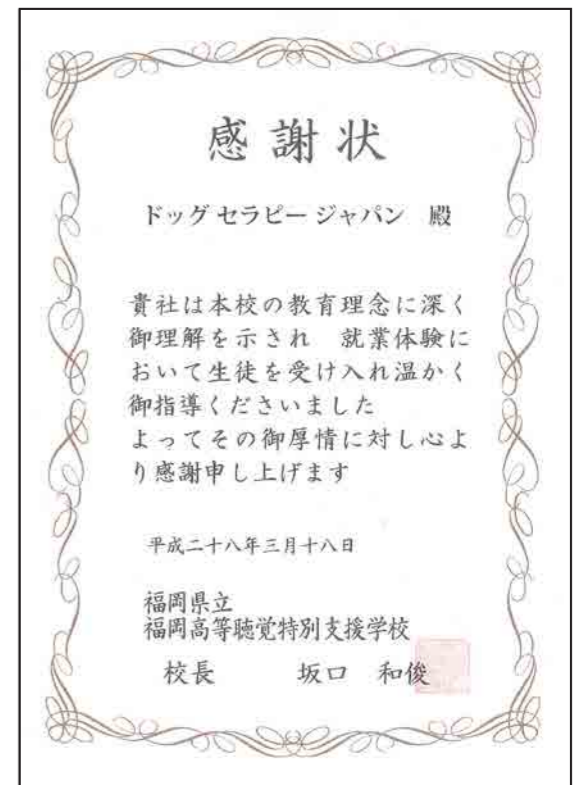 感謝状
ドッグセラピージャパン 殿
貴社は本校の教育理念に深く
御理解を示され 就業体験に
おいて生徒を受け入れ温かく
御指導くださいました
よってその御厚情に対し心よ
り感謝申し上げます
平成二十八年三月十八日
福岡県立
福岡高等聴覚特別支援学校
校長 坂口 和俊